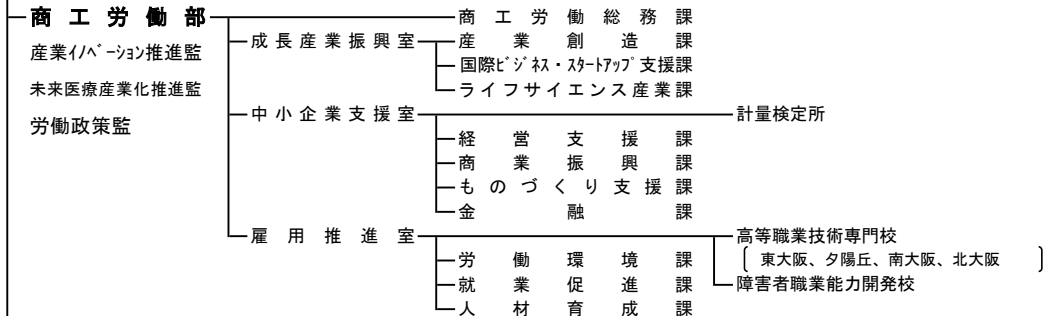 商工労働部 商工労働総務課
産業ｲﾉﾍﾞｰｼｮﾝ推進監 成長産業振興室 産業創造課
国際ﾋﾞｼﾞﾈｽ・ｽﾀｰﾄｱｯﾌﾟ支援課
未来医療産業化推進監 ライフサイエンス産業課
労働政策監 中小企業支援室 計量検定所
経営支援課
商業振興課
ものづくり支援課
金融課
雇用推進室 高等職業技術専門校
労働環境課 〔東大阪、夕陽丘、南大阪、北大阪〕
就業促進課 障害者職業能力開発校
人材育成課